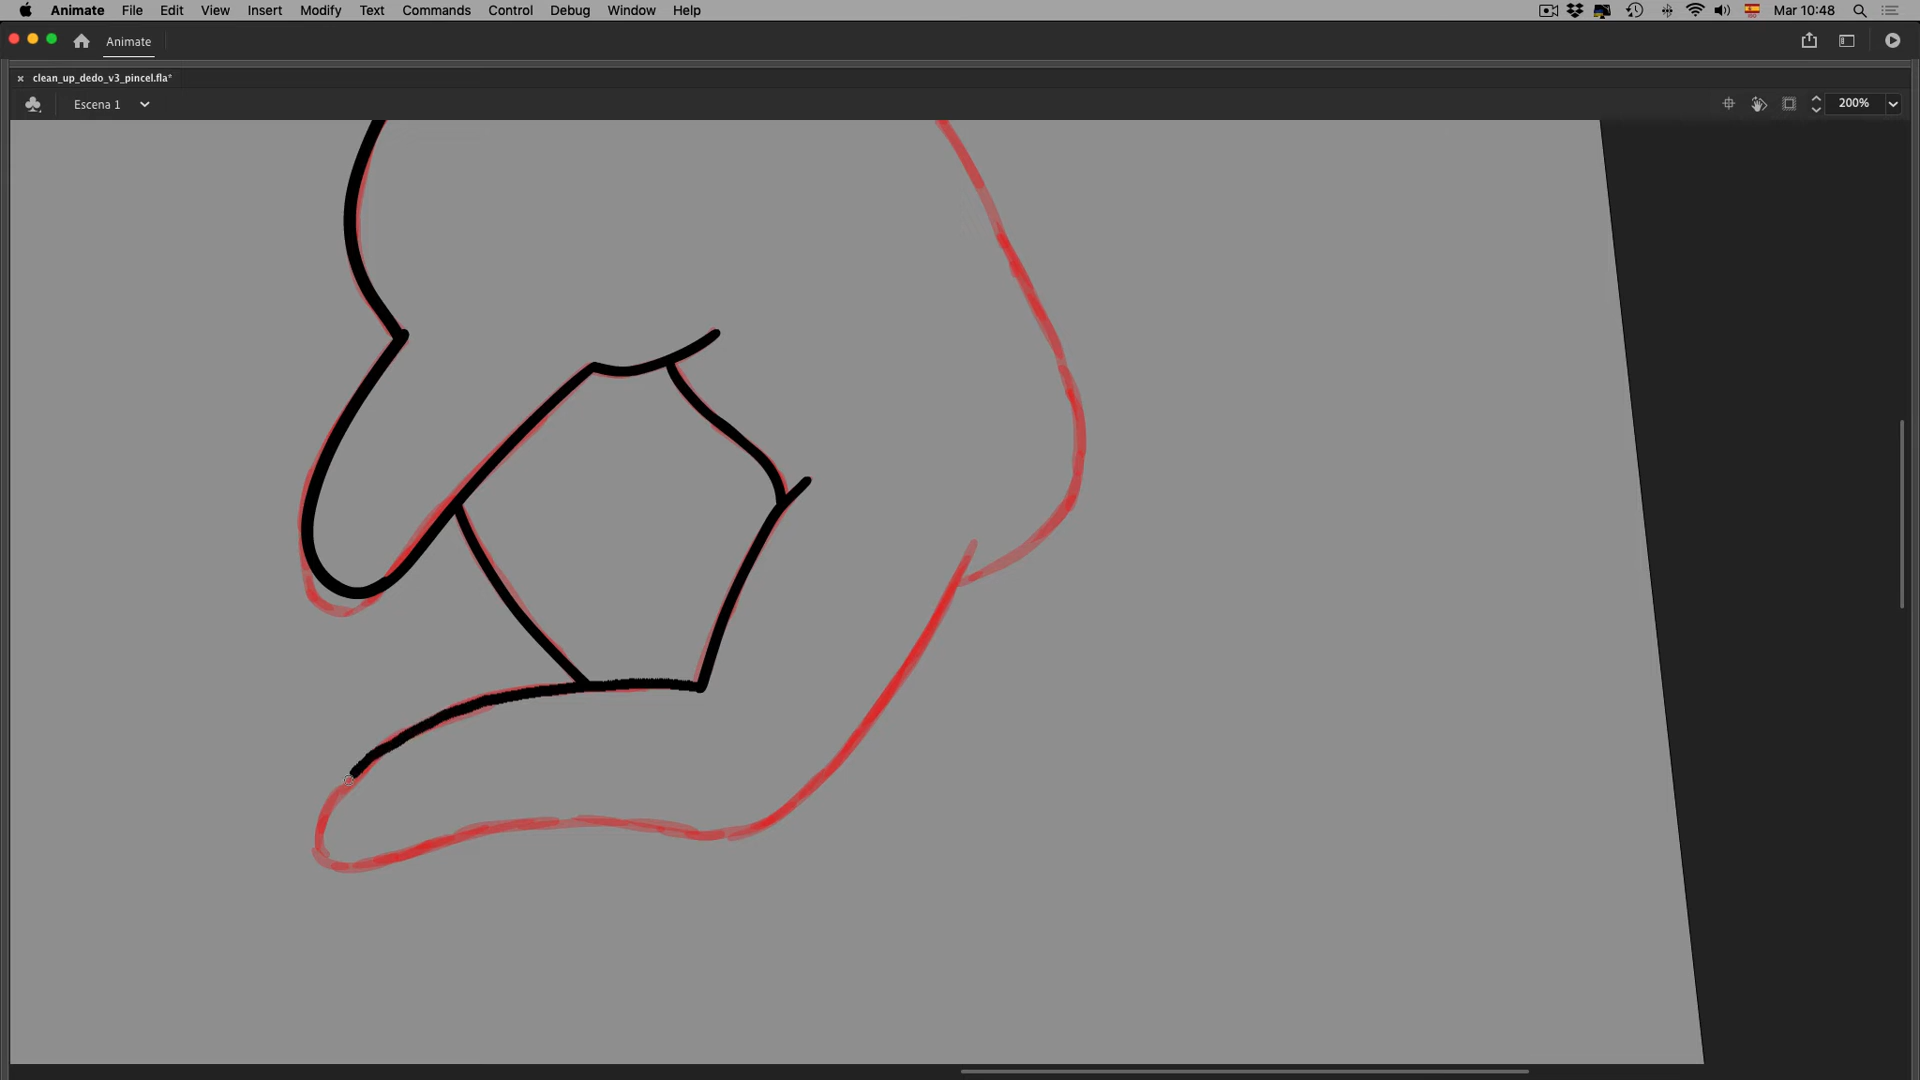 Animate File Edit View Insert Modify Text Commands Control Debug Window Help Mar 10:48
Animate
clean_up_dedo_v3_pincel.fla*
Escena 1 200%